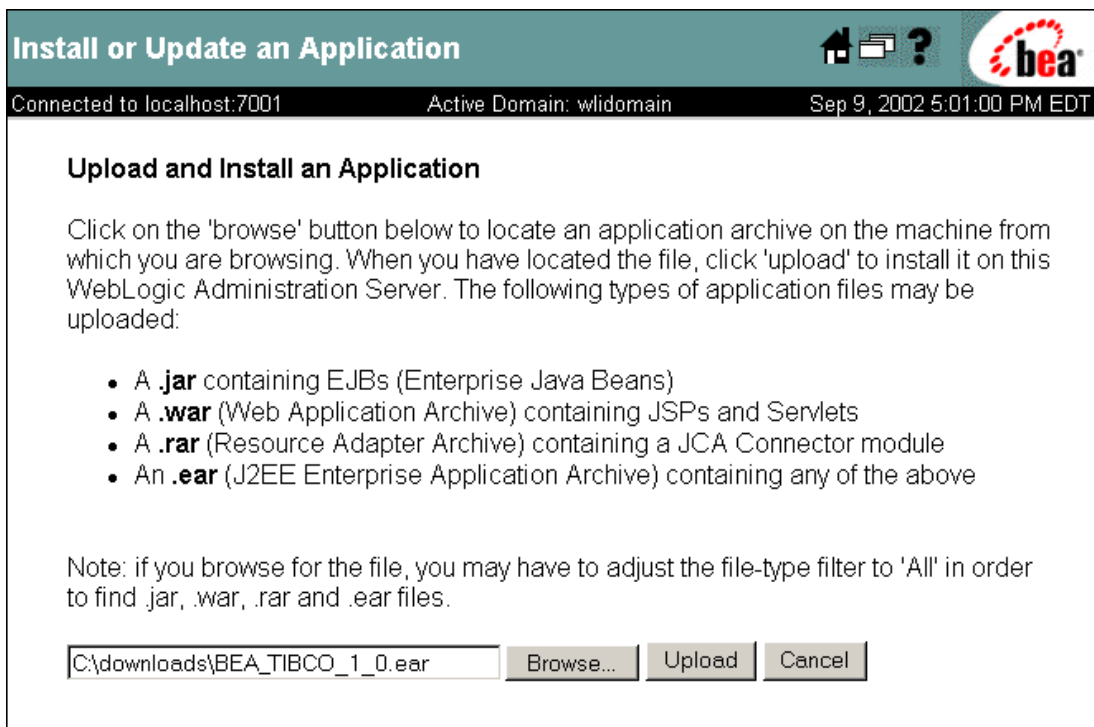 Install or Update an Application
?
bea
Connected to localhost:7001 Active Domain: wlidomain Sep 9, 2002 5:01:00 PM EDT
Upload and Install an Application
Click on the 'browse' button below to locate an application archive on the machine from
which you are browsing. When you have located the file, click 'upload' to install it on this
WebLogic Administration Server. The following types of application files may be
uploaded:
• A .jar containing EJBs (Enterprise Java Beans)
• A .war (Web Application Archive) containing JSPs and Servlets
• A .rar (Resource Adapter Archive) containing a JCA Connector module
• An .ear (J2EE Enterprise Application Archive) containing any of the above
Note: if you browse for the file, you may have to adjust the file-type filter to 'All' in order
to find .jar, .war, .rar and .ear files.
C:\downloads\BEA_TIBCO_1_0.ear Browse... Upload Cancel